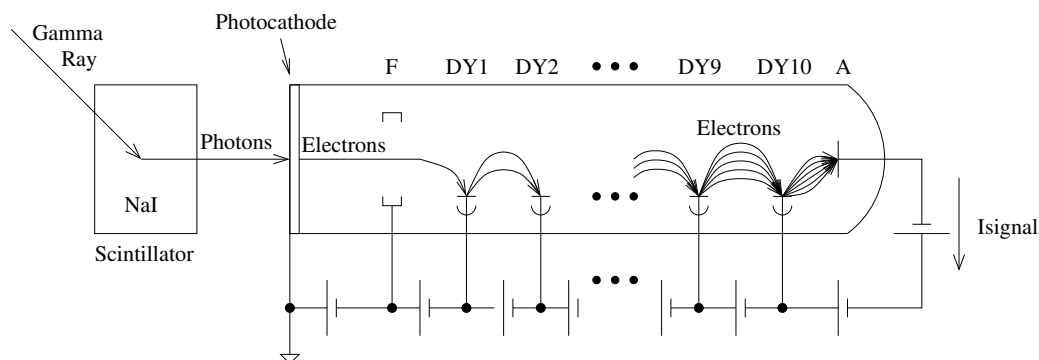 Gamma
Ray
Photocathode
F DY1 DY2 DY9 DY10 A
Photons
Electrons
Electrons
NaI
Scintillator
Isignal